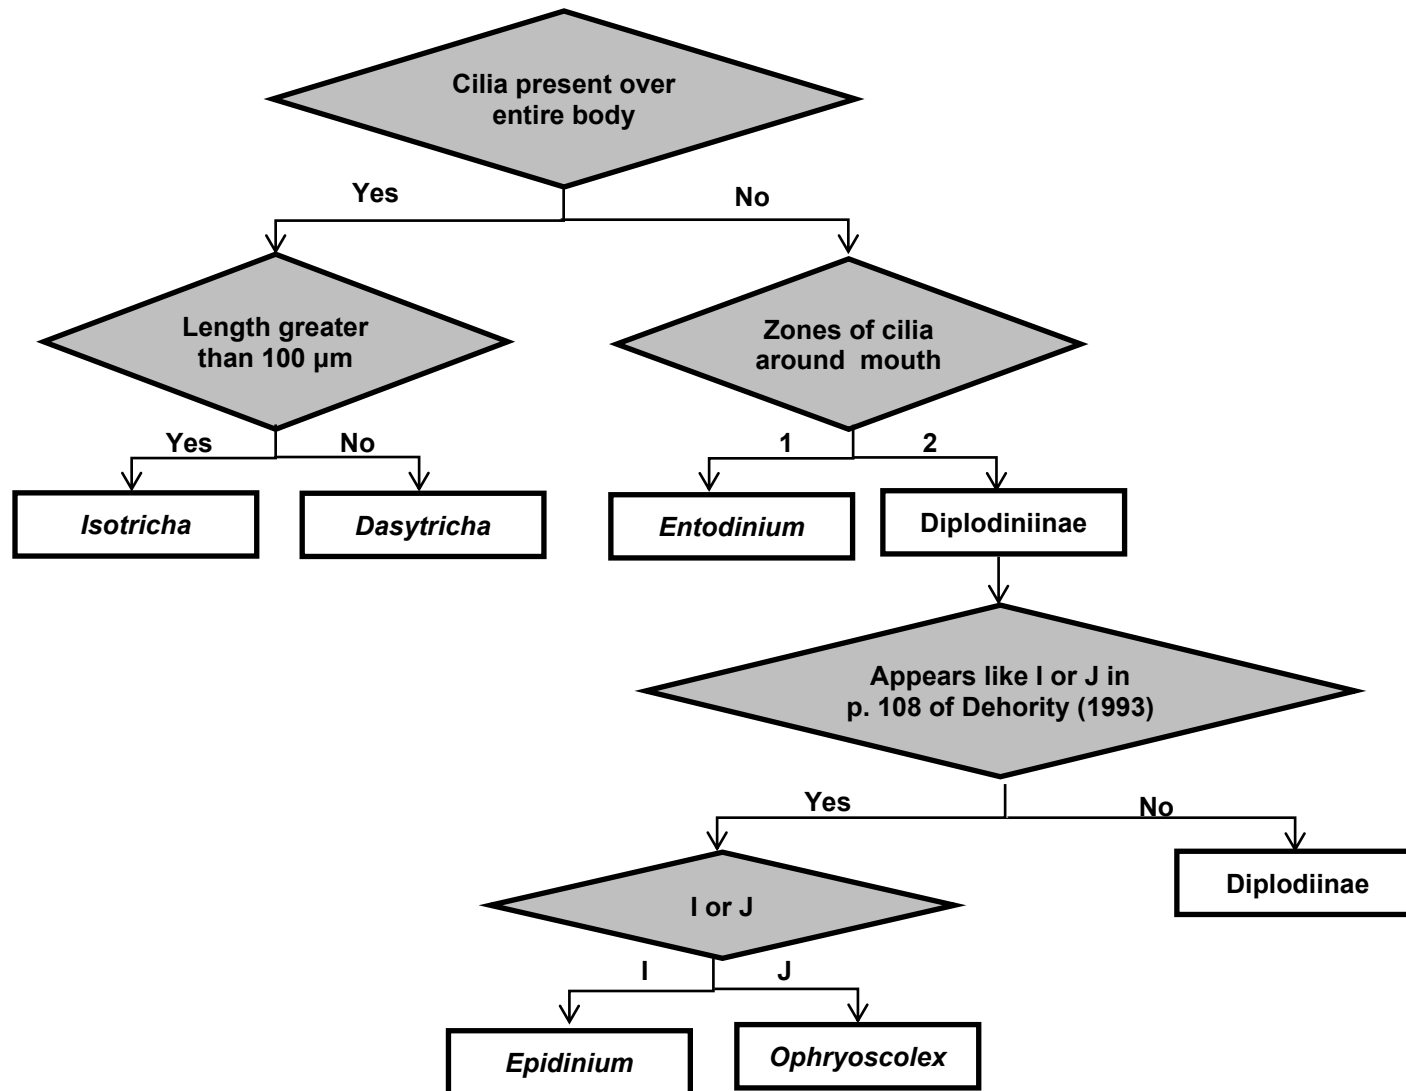 Cilia present over
entire body
Yes
No
Length greater
than 100 µm
Zones of cilia
around mouth
Yes
No
1
2
Isotricha
Dasytricha
Entodinium
Diplodiniinae
Appears like I or J in
p. 108 of Dehority (1993)
Yes
No
I or J
Diplodiinae
I
J
Epidinium
Ophryoscolex